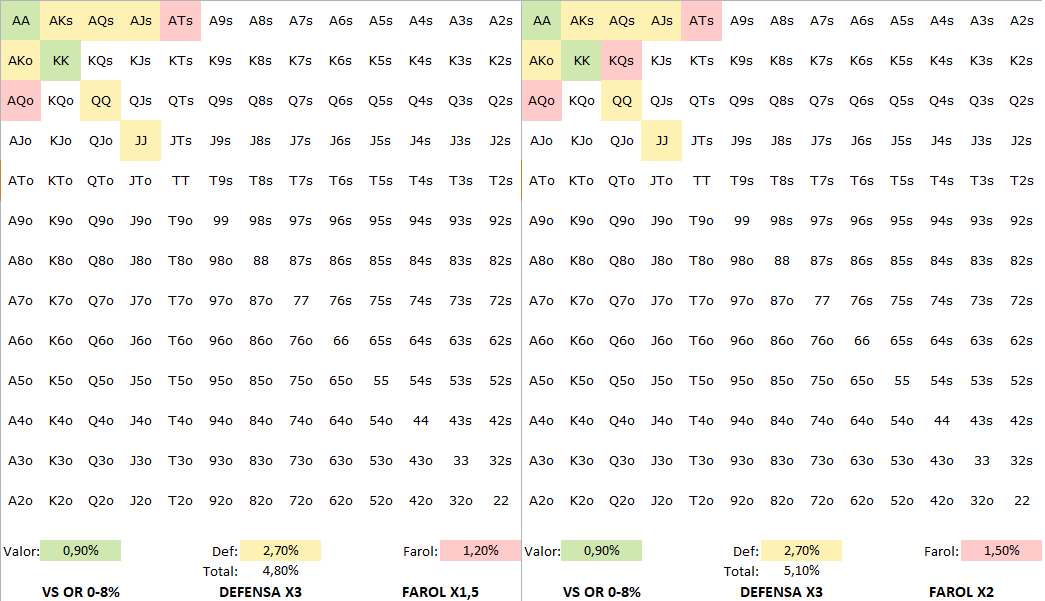 AA AKs AQs AJs ATs A9s A8s A7s A6s A5s A4s A3s A2s AA AKs AQs AJs ATs A9s A8s A7s A6s A5s A4s A3s A2s
AKo KK KQs KJs KTs K9s K8s K7s K6s K5s K4s K3s K2s AKo KK KQs KJs KTs K9s K8s K7s K6s K5s K4s K3s K2s
AQo KQo QQ QJs QTs Q9s Q8s Q7s Q6s Q5s Q4s Q3s Q2s AQo KQo QQ QJs QTs Q9s Q8s Q7s Q6s Q5s Q4s Q3s Q2s
AJo KJo QJo JJ JTs J9s J8s J7s J6s J5s J4s J3s J2s AJo KJo QJo JJ JTs J9s J8s J7s J6s J5s J4s J3s J2s
ATo KTo QTo JTo TT T9s T8s T7s T6s T5s T4s T3s T2s ATo KTo QTo JTo TT T9s T8s T7s T6s T5s T4s T3s T2s
A9o K9o Q9o J9o T9o 99 98s 97s 96s 95s 94s 93s 92s A9o K9o Q9o J9o T9o 99 98s 97s 96s 95s 94s 93s 92s
A8o K8o Q8o J8o T8o 98o 88 87s 86s 85s 84s 83s 82s A8o K8o Q8o J8o T8o 98o 88 87s 86s 85s 84s 83s 82s
A7o K7o Q7o J7o T7o 97o 87o 77 76s 75s 74s 73s 72s A7o K7o Q7o J7o T7o 97o 87o 77 76s 75s 74s 73s 72s
A6o K6o Q6o J6o T6o 96o 86o 76o 66 65s 64s 63s 62s A6o K6o Q6o J6o T6o 96o 86o 76o 66 65s 64s 63s 62s
A5o K5o Q5o J5o T5o 95o 85o 75o 65o 55 54s 53s 52s A5o K5o Q5o J5o T5o 95o 85o 75o 65o 55 54s 53s 52s
A4o K4o Q4o J4o T4o 94o 84o 74o 64o 54o 44 43s 42s A4o K4o Q4o J4o T4o 94o 84o 74o 64o 54o 44 43s 42s
A3o K3o Q3o J3o T3o 93o 83o 73o 63o 53o 43o 33 32s A3o K3o Q3o J3o T3o 93o 83o 73o 63o 53o 43o 33 32s
A2o K2o Q2o J2o T2o 92o 82o 72o 62o 52o 42o 32o 22 A2o K2o Q2o J2o T2o 92o 82o 72o 62o 52o 42o 32o 22
Valor: 0,90% Def: 2,70% Farol: 1,20% Valor: 0,90% Def: 2,70% Farol: 1,50%
Total: 4,80% Total: 5,10%
VS OR 0-8% DEFENSA X3 FAROL X1,5 VS OR 0-8% DEFENSA X3 FAROL X2